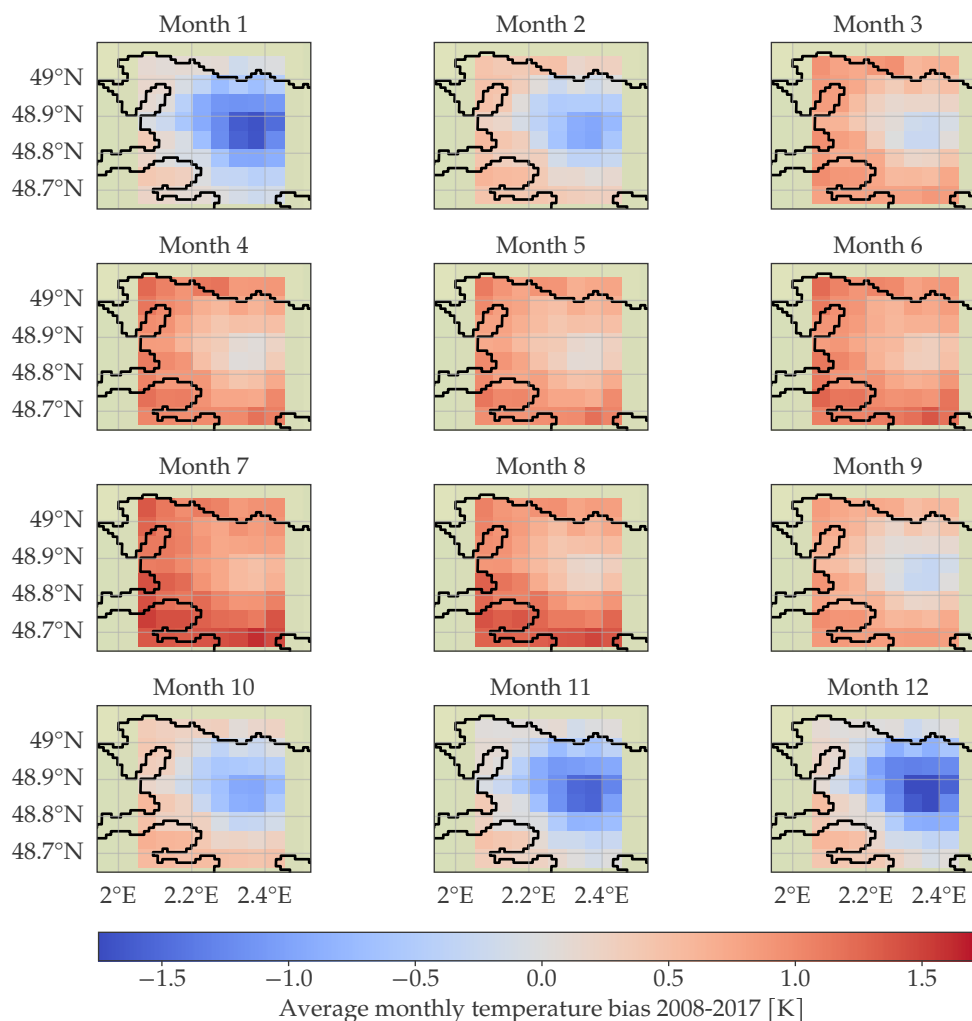 Month 1 Month 2 Month 3
49°N
48.9°N
48.8°N
48.7°N
Month 4 Month 5 Month 6
49°N
48.9°N
48.8°N
48.7°N
Month 7 Month 8 Month 9
49°N
48.9°N
48.8°N
48.7°N
Month 10 Month 11 Month 12
49°N
48.9°N
48.8°N
48.7°N
2°E 2.2°E 2.4°E 2°E 2.2°E 2.4°E 2°E 2.2°E 2.4°E
−1.5 −1.0 −0.5 0.0 0.5 1.0 1.5
Average monthly temperature bias 2008-2017 [K]